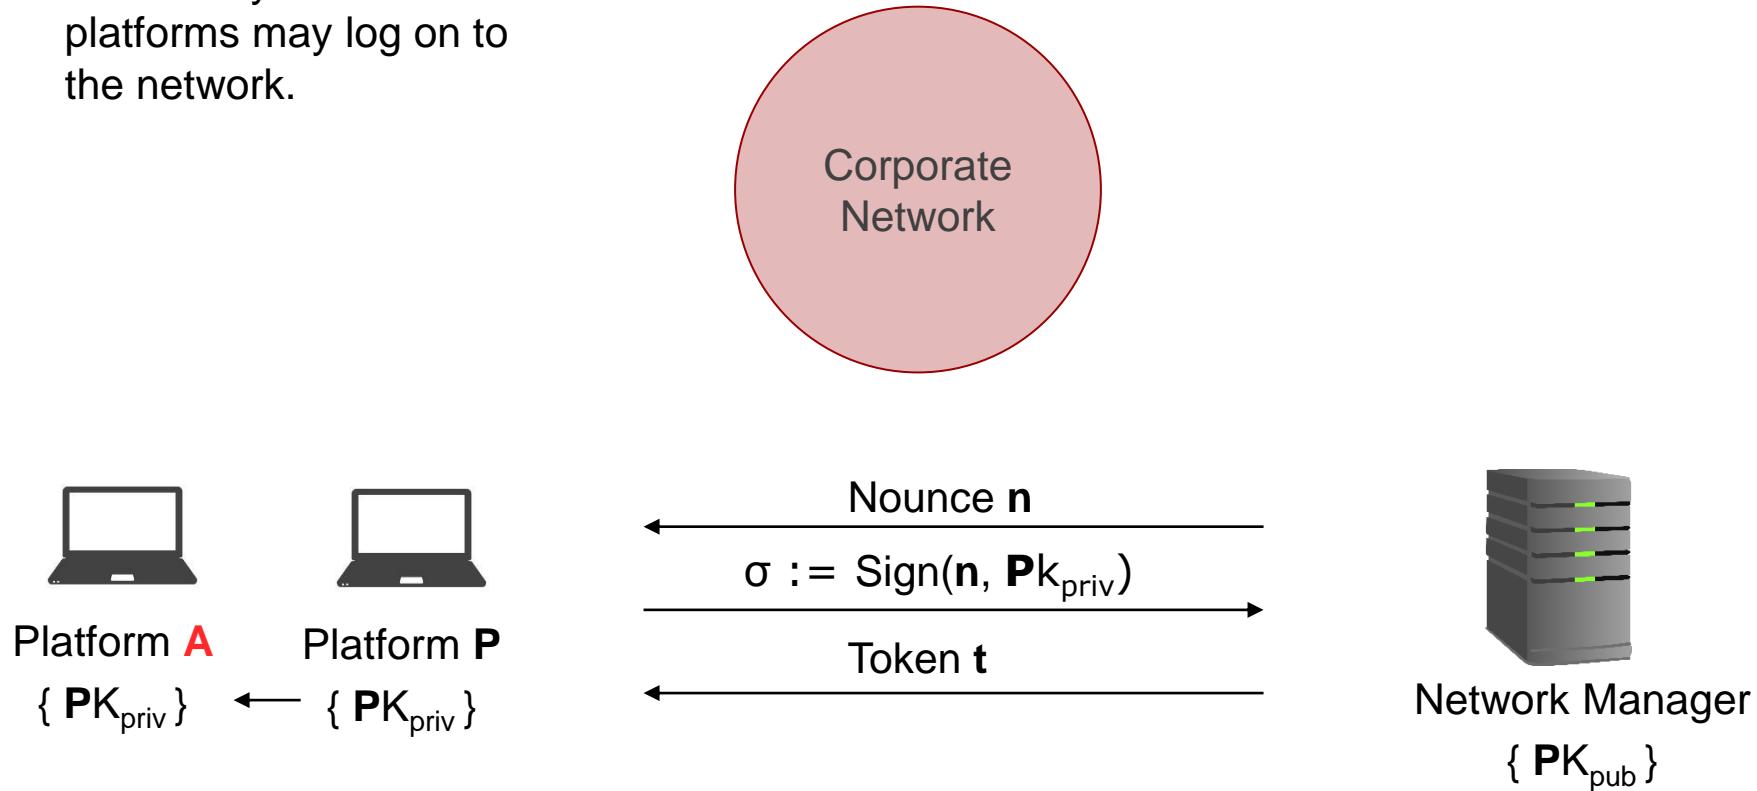 platforms may log on to
the network.
Corporate
Network
Nounce n
σ := Sign(n, Pkpriv)
Token t
Platform A
Platform P
{ PKpriv }
{ PKpriv }
Network Manager
{ PKpub }